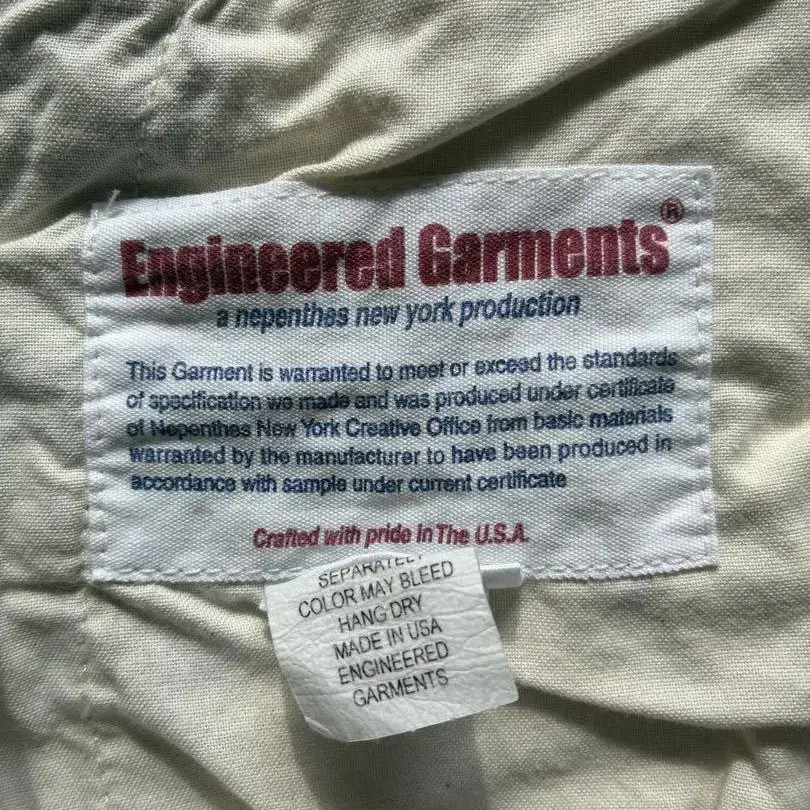 Engineered Garments®
a nepenthes new york production
This Garment is warranted to meet or exceed the standards
of specification we made and was produced under certificate
of Nepenthes New York Creative Office from basic materials
warranted by the manufacturer to have been produced in
accordance with sample under current certificate
Crafted with pride in The U.S.A.
SEPARATELY
COLOR MAY BLEED
HANG DRY
MADE IN USA
ENGINEERED
GARMENTS